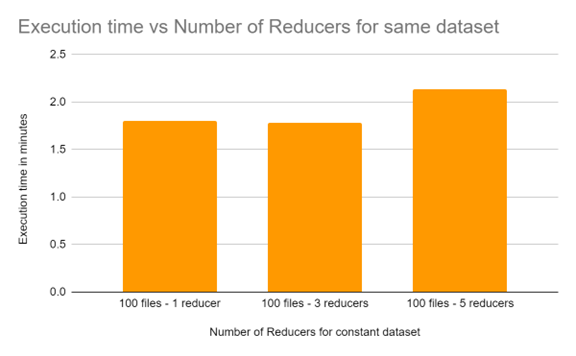 Execution time vs Number of Reducers for same dataset
Execution time in minutes
2.5
2.0
1.5
1.0
0.5
0.0
100 files - 1 reducer
100 files - 3 reducers
100 files - 5 reducers
Number of Reducers for constant dataset